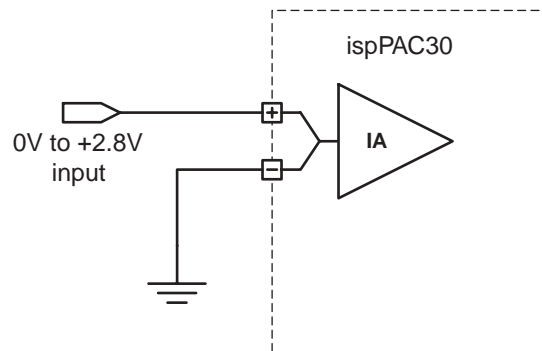 ispPAC30
+
0V to +2.8V
input
IA
−